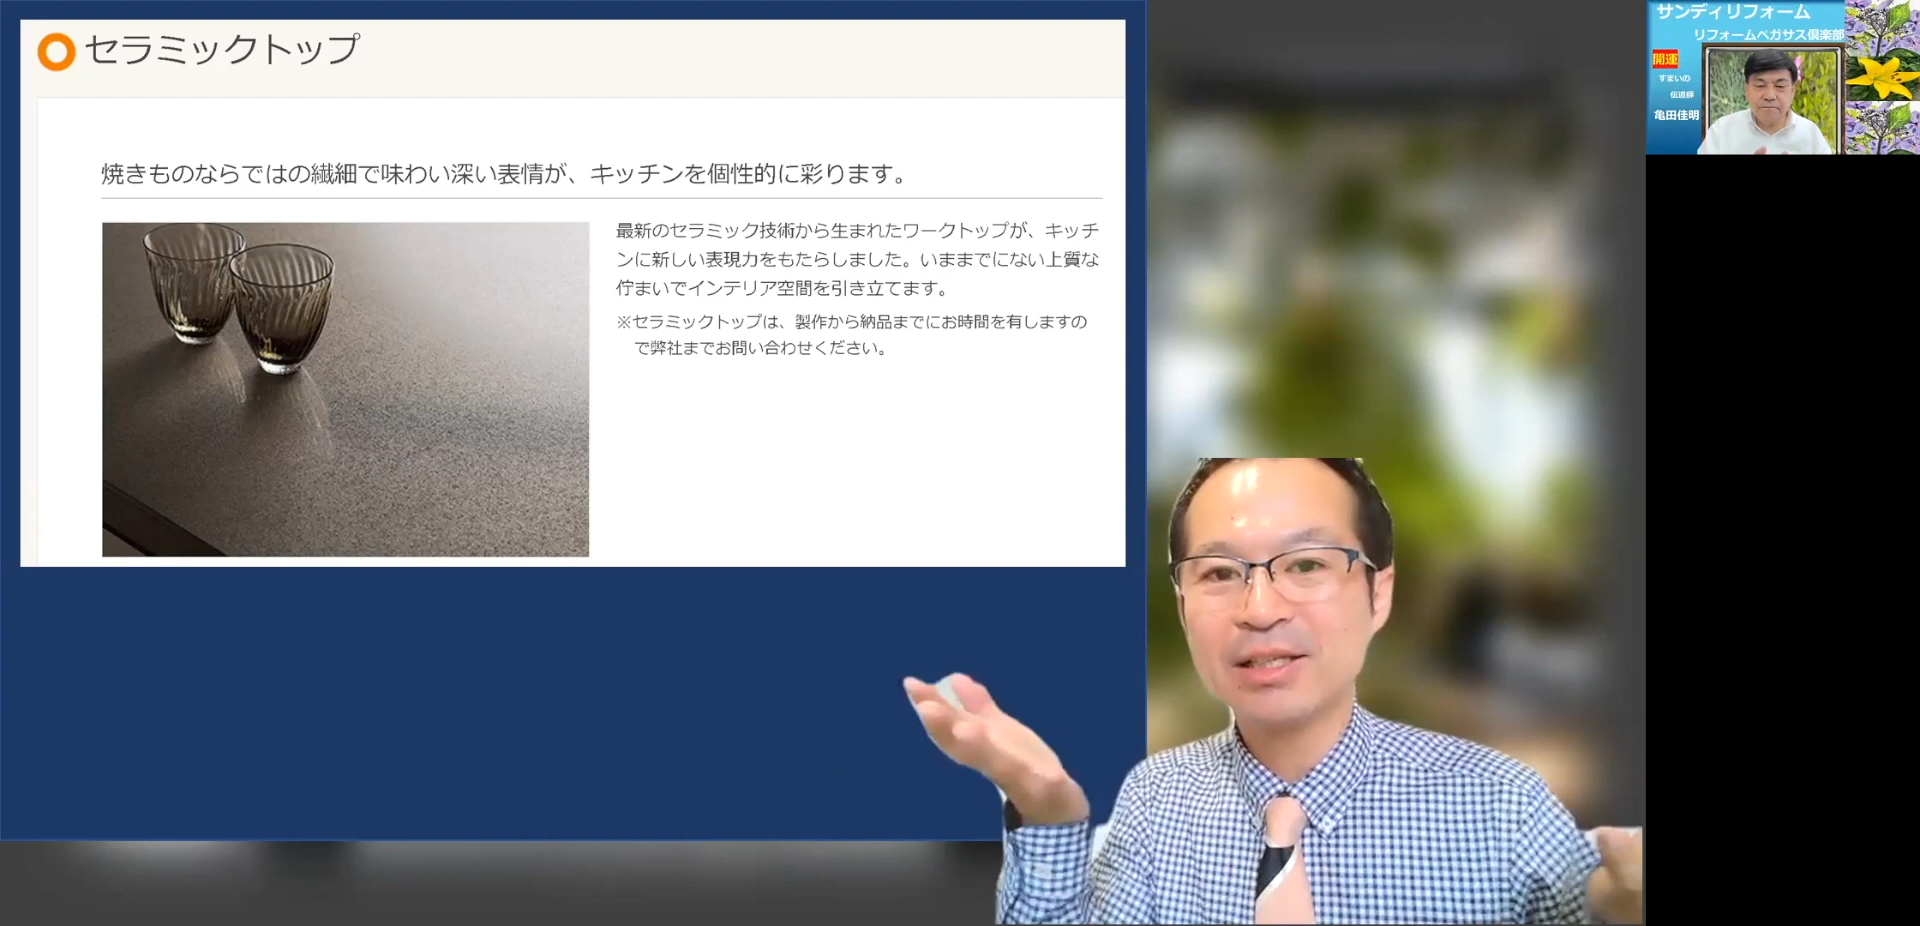 セラミックトップ
焼きものならではの繊細で味わい深い表情が、キッチンを個性的に彩ります。
最新のセラミック技術から生まれたワークトップが、キッチ
ンに新しい表現力をもたらしました。いままでにない上質な
佇まいでインテリア空間を引き立てます。
※セラミックトップは、製作から納品までにお時間を有しますの
で弊社までお問い合わせください。
サンディリフォーム
リフォームペガサス倶楽部
開運
すまいの
伝道師
亀田佳明